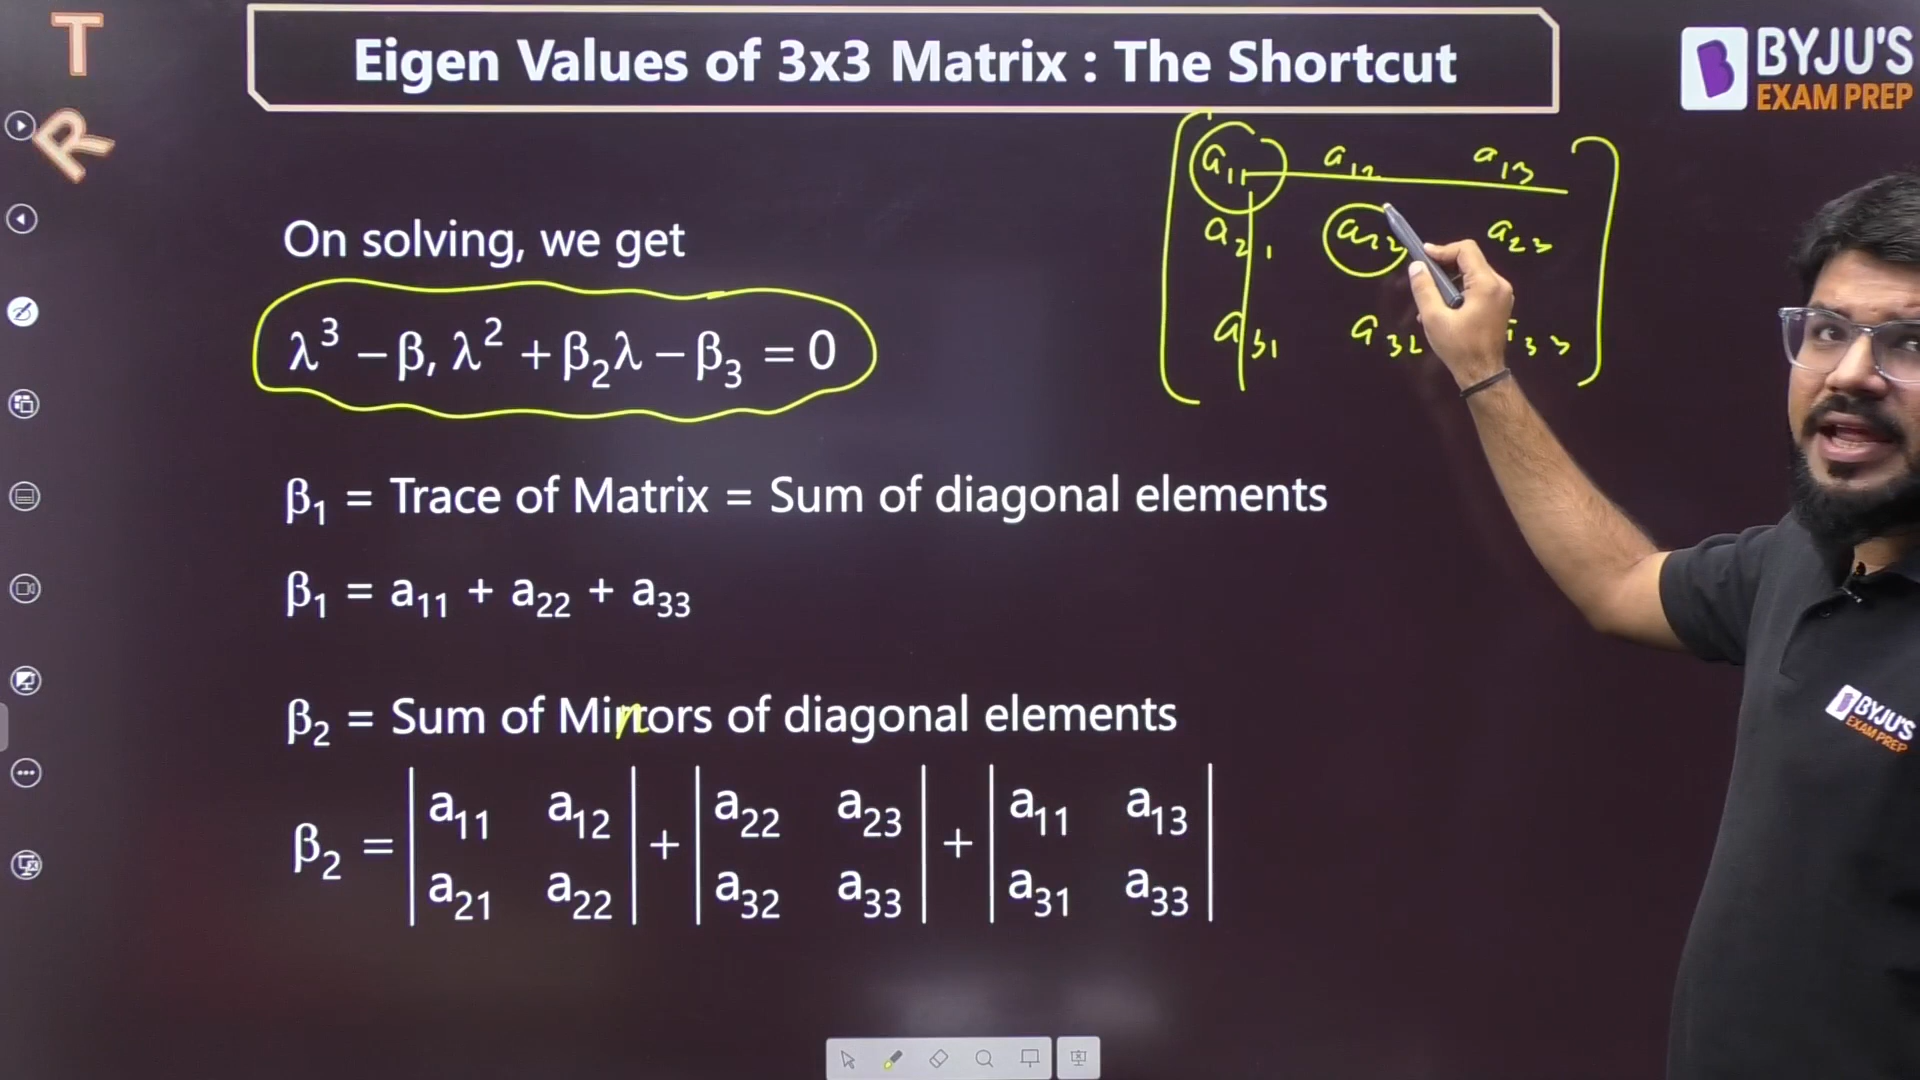 T
R
Eigen Values of 3x3 Matrix : The Shortcut
BYJU'S
EXAM PREP
a₁₁ a₁₂ a₁₃
a₂₁ a₂₂ a₂₃
a₃₁ a₃₂ ₃₃
On solving, we get
λ³ − β, λ² + β₂λ − β₃ = 0
β₁ = Trace of Matrix = Sum of diagonal elements
β₁ = a₁₁ + a₂₂ + a₃₃
β₂ = Sum of Minors of diagonal elements
β₂ = | a₁₁ a₁₂ | + | a₂₂ a₂₃ | + | a₁₁ a₁₃ |
| a₂₁ a₂₂ | | a₃₂ a₃₃ | | a₃₁ a₃₃ |
BYJU'S
EXAM PREP